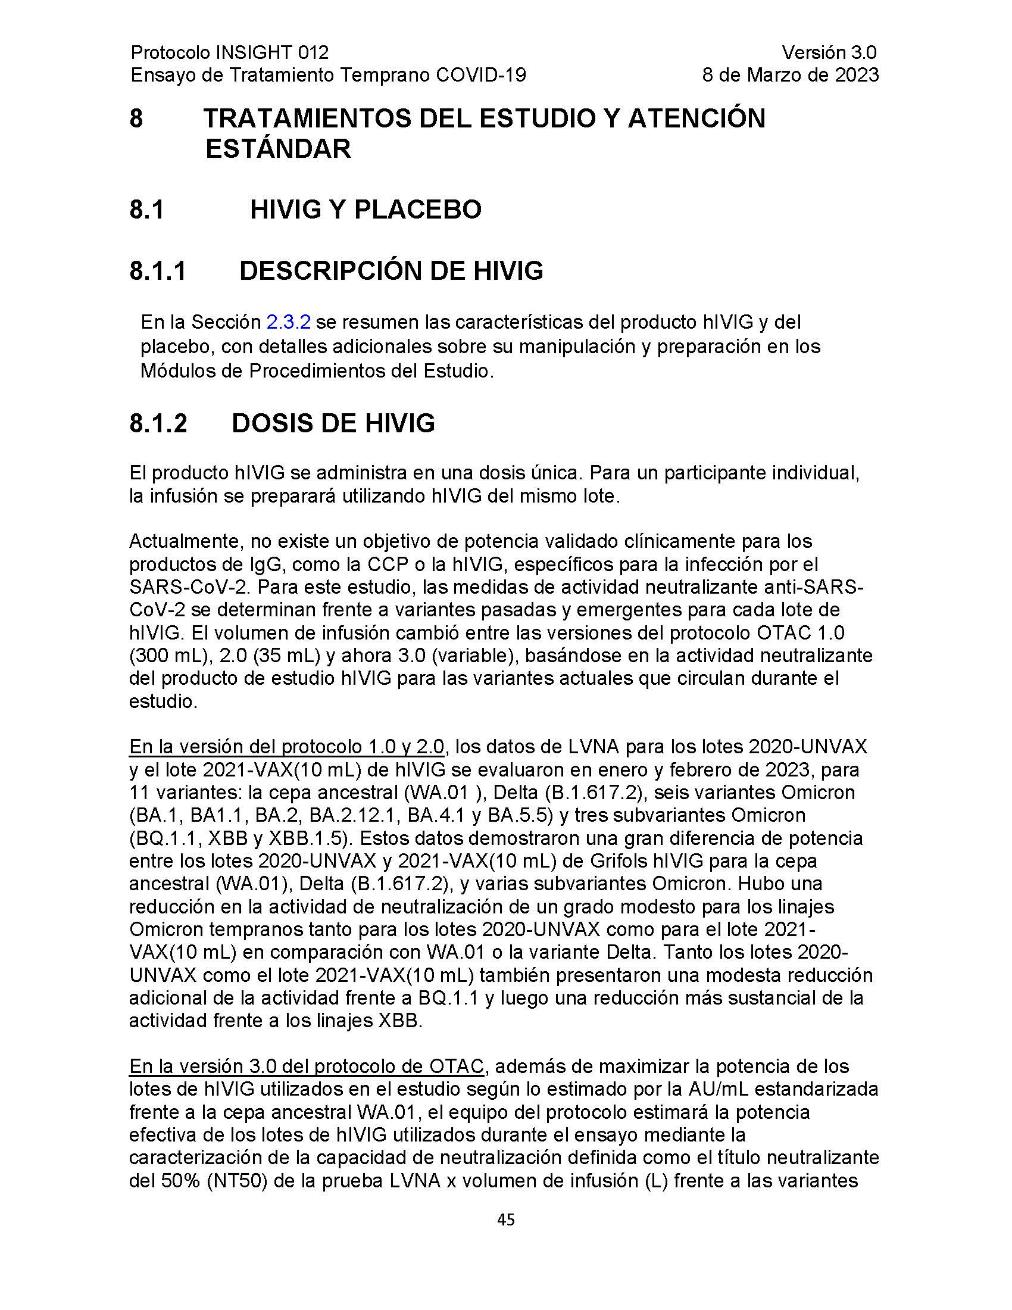 Protocolo INSIGHT 012 Versión 3.0
Ensayo de Tratamiento Temprano COVID-19 8 de Marzo de 2023
8 TRATAMIENTOS DEL ESTUDIO Y ATENCIÓN
ESTÁNDAR
8.1 HIVIG Y PLACEBO
8.1.1 DESCRIPCIÓN DE HIVIG
En la Sección 2.3.2 se resumen las características del producto hIVIG y del
placebo, con detalles adicionales sobre su manipulación y preparación en los
Módulos de Procedimientos del Estudio.
8.1.2 DOSIS DE HIVIG
El producto hIVIG se administra en una dosis única. Para un participante individual,
la infusión se preparará utilizando hIVIG del mismo lote.
Actualmente, no existe un objetivo de potencia validado clínicamente para los
productos de IgG, como la CCP o la hIVIG, específicos para la infección por el
SARS-CoV-2. Para este estudio, las medidas de actividad neutralizante anti-SARS-
CoV-2 se determinan frente a variantes pasadas y emergentes para cada lote de
hIVIG. El volumen de infusión cambió entre las versiones del protocolo OTAC 1.0
(300 mL), 2.0 (35 mL) y ahora 3.0 (variable), basándose en la actividad neutralizante
del producto de estudio hIVIG para las variantes actuales que circulan durante el
estudio.
En la versión del protocolo 1.0 y 2.0, los datos de LVNA para los lotes 2020-UNVAX
y el lote 2021-VAX(10 mL) de hIVIG se evaluaron en enero y febrero de 2023, para
11 variantes: la cepa ancestral (WA.01 ), Delta (B.1.617.2), seis variantes Omicron
(BA.1, BA1.1, BA.2, BA.2.12.1, BA.4.1 y BA.5.5) y tres subvariantes Omicron
(BQ.1.1, XBB y XBB.1.5). Estos datos demostraron una gran diferencia de potencia
entre los lotes 2020-UNVAX y 2021-VAX(10 mL) de Grifols hIVIG para la cepa
ancestral (WA.01), Delta (B.1.617.2), y varias subvariantes Omicron. Hubo una
reducción en la actividad de neutralización de un grado modesto para los linajes
Omicron tempranos tanto para los lotes 2020-UNVAX como para el lote 2021-
VAX(10 mL) en comparación con WA.01 o la variante Delta. Tanto los lotes 2020-
UNVAX como el lote 2021-VAX(10 mL) también presentaron una modesta reducción
adicional de la actividad frente a BQ.1.1 y luego una reducción más sustancial de la
actividad frente a los linajes XBB.
En la versión 3.0 del protocolo de OTAC, además de maximizar la potencia de los
lotes de hIVIG utilizados en el estudio según lo estimado por la AU/mL estandarizada
frente a la cepa ancestral WA.01, el equipo del protocolo estimará la potencia
efectiva de los lotes de hIVIG utilizados durante el ensayo mediante la
caracterización de la capacidad de neutralización definida como el título neutralizante
del 50% (NT50) de la prueba LVNA x volumen de infusión (L) frente a las variantes
45